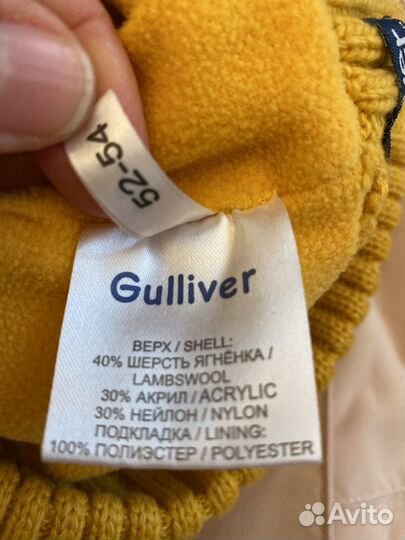 52-54
Gulliver
ВЕРХ / SHELL:
40% ШЕРСТЬ ЯГНЁНКА /
LAMBSWOOL
30% АКРИЛ / ACRYLIC
30% НЕЙЛОН / NYLON
ПОДКЛАДКА / LINING:
100% ПОЛИЭСТЕР / POLYESTER
Avito